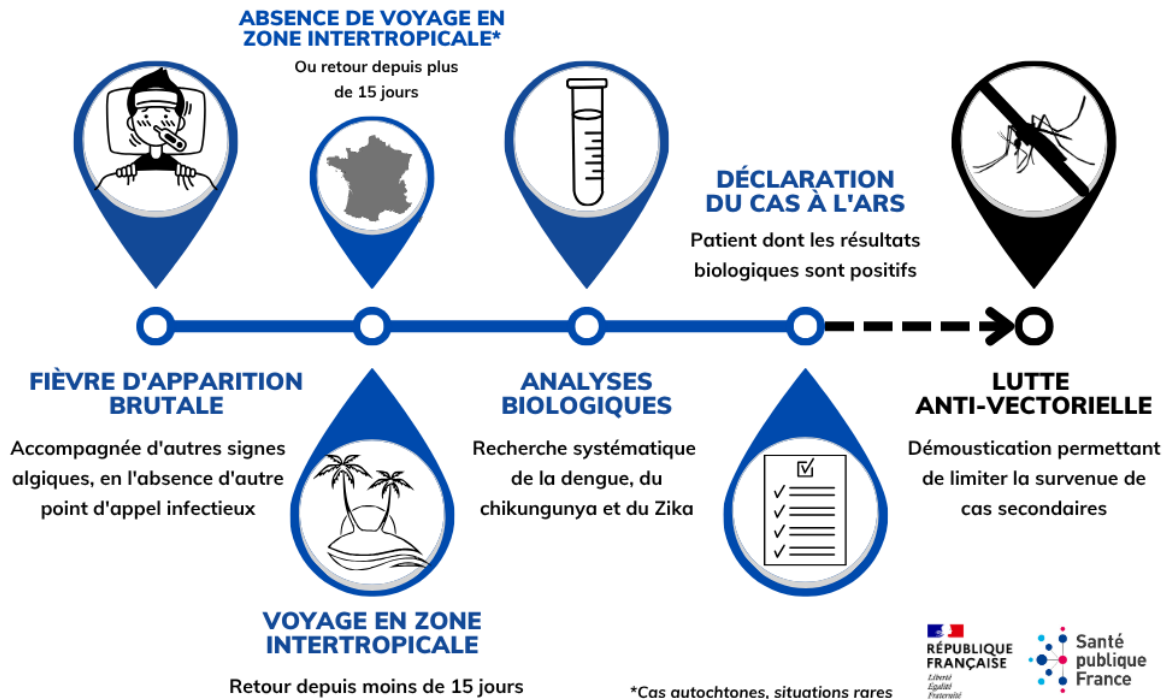 ABSENCE DE VOYAGE EN
ZONE INTERTROPICALE*
Ou retour depuis plus
de 15 jours
DÉCLARATION
DU CAS À L'ARS
Patient dont les résultats
biologiques sont positifs
FIÈVRE D'APPARITION
BRUTALE
Accompagnée d'autres signes
algiques, en l'absence d'autre
point d'appel infectieux
ANALYSES
BIOLOGIQUES
Recherche systématique
de la dengue, du
chikungunya et du Zika
LUTTE
ANTI-VECTORIELLE
Démoustication permettant
de limiter la survenue de
cas secondaires
VOYAGE EN ZONE
INTERTROPICALE
Retour depuis moins de 15 jours
*Cas autochtones, situations rares
RÉPUBLIQUE
FRANÇAISE
Liberté
Égalité
Fraternité
Santé
publique
France